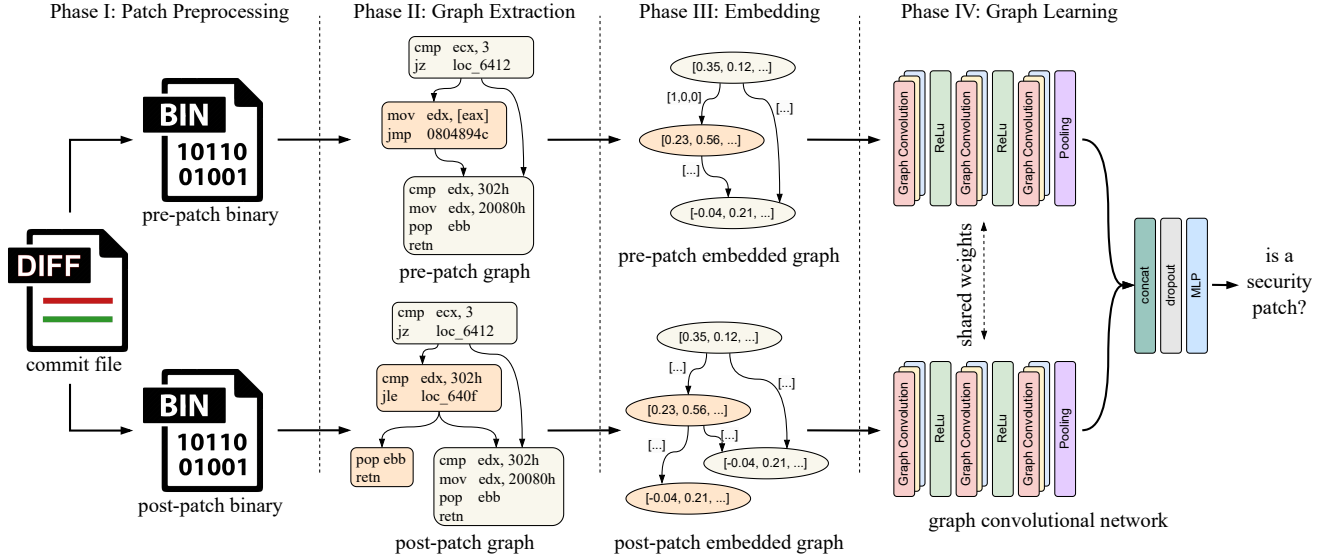 Phase I: Patch Preprocessing
Phase II: Graph Extraction
Phase III: Embedding
Phase IV: Graph Learning
BIN
10110
01001
pre-patch binary
cmp ecx, 3
jz loc_6412
mov edx, [eax]
jmp 0804894c
cmp edx, 302h
mov edx, 20080h
pop ebb
retn
pre-patch graph
[0.35, 0.12, ...]
[1,0,0]
[...]
[0.23, 0.56, ...]
[...]
[-0.04, 0.21, ...]
pre-patch embedded graph
Graph Convolution
ReLu
Graph Convolution
ReLu
Graph Convolution
Pooling
DIFF
commit file
shared weights
concat
dropout
MLP
is a
security
patch?
BIN
10110
01001
post-patch binary
cmp ecx, 3
jz loc_6412
cmp edx, 302h
jle loc_640f
pop ebb
retn
cmp edx, 302h
mov edx, 20080h
pop ebb
retn
post-patch graph
[0.35, 0.12, ...]
[...]
[...]
[0.23, 0.56, ...]
[...]
[...]
[-0.04, 0.21, ...]
[-0.04, 0.21, ...]
post-patch embedded graph
Graph Convolution
ReLu
Graph Convolution
ReLu
Graph Convolution
Pooling
graph convolutional network